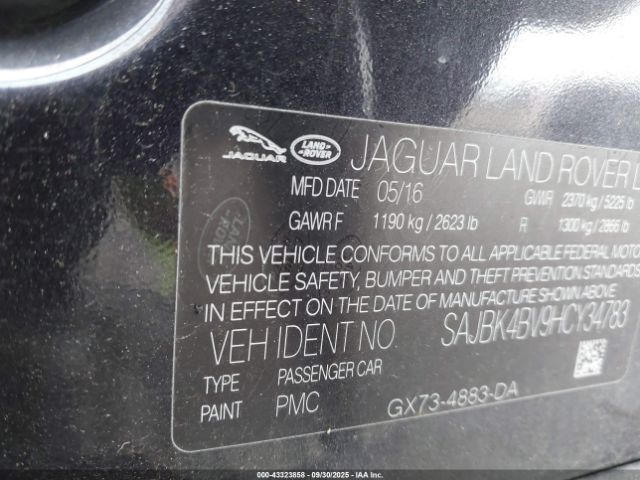 JAGUAR LAND ROVER JAGUAR LAND ROVER
MFD DATE 05/16 GWR 2370 kg / 5225 lb
GAWR F 1190 kg / 2623 lb R 1300 kg / 2866 lb
THIS VEHICLE CONFORMS TO ALL APPLICABLE FEDERAL MOTO
VEHICLE SAFETY, BUMPER AND THEFT PREVENTION STANDARDS
IN EFFECT ON THE DATE OF MANUFACTURE SHOWN ABOVE.
VEH IDENT NO. SAJBK4BV9HCY34783
TYPE PASSENGER CAR
PAINT PMC GX73-4883-DA
000-43323858 - 09/30/2025 - IAAI.COM